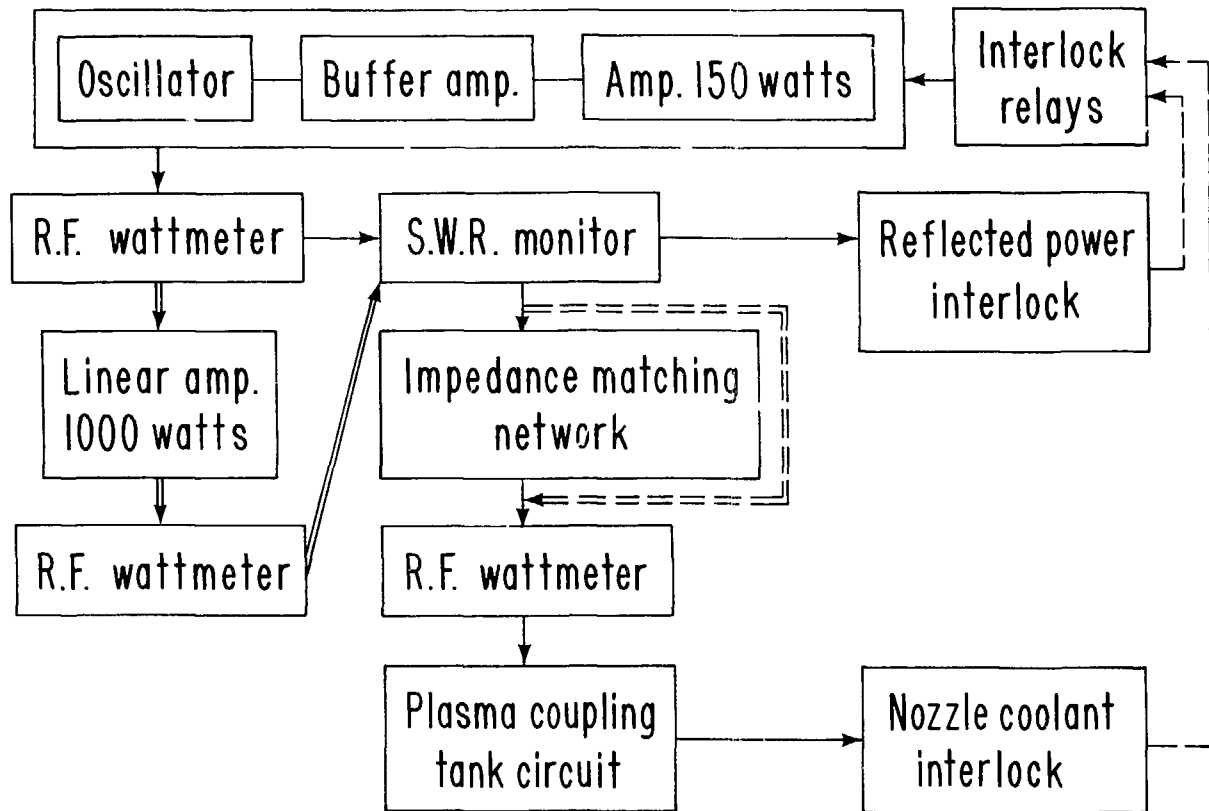 Oscillator
Buffer amp.
Amp. 150 watts
Interlock
relays
R.F. wattmeter
S.W.R. monitor
Reflected power
interlock
Linear amp.
1000 watts
Impedance matching
network
R.F. wattmeter
R.F. wattmeter
Plasma coupling
tank circuit
Nozzle coolant
interlock